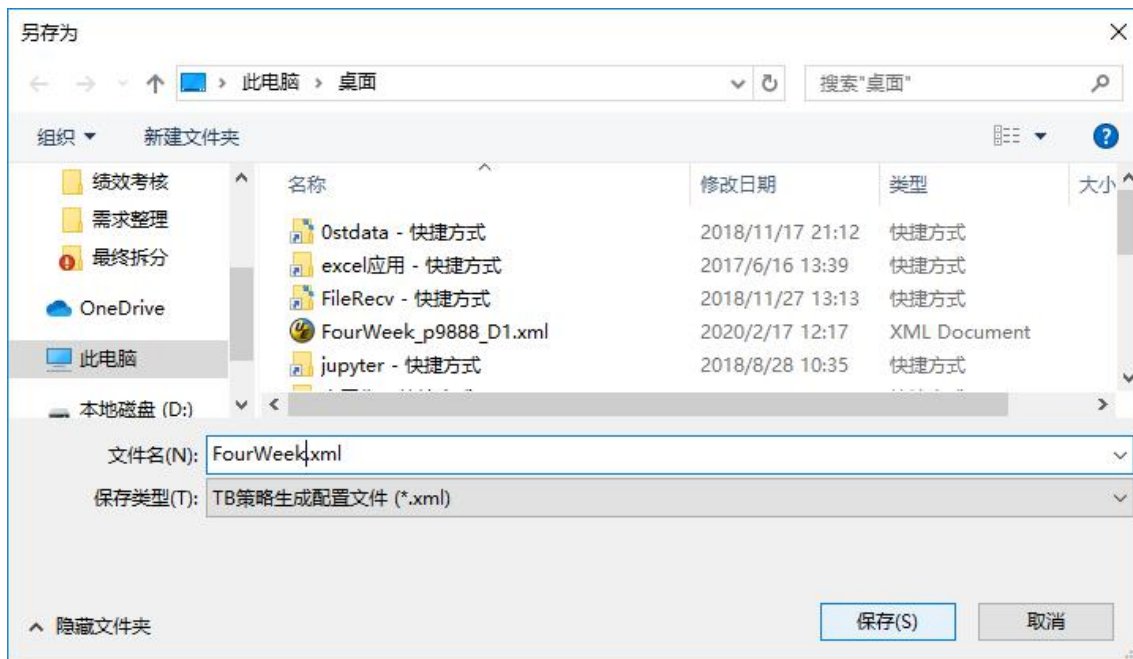 另存为
此电脑 › 桌面
搜索"桌面"
组织
新建文件夹
绩效考核
需求整理
最终拆分
OneDrive
此电脑
本地磁盘 (D:)
名称 修改日期 类型 大小
0stdata - 快捷方式 2018/11/17 21:12 快捷方式
excel应用 - 快捷方式 2017/6/16 13:39 快捷方式
FileRecv - 快捷方式 2018/11/27 13:13 快捷方式
FourWeek_p9888_D1.xml 2020/2/17 12:17 XML Document
jupyter - 快捷方式 2018/8/28 10:35 快捷方式
文件名(N): FourWeek.xml
保存类型(T): TB策略生成配置文件 (*.xml)
隐藏文件夹
保存(S)
取消